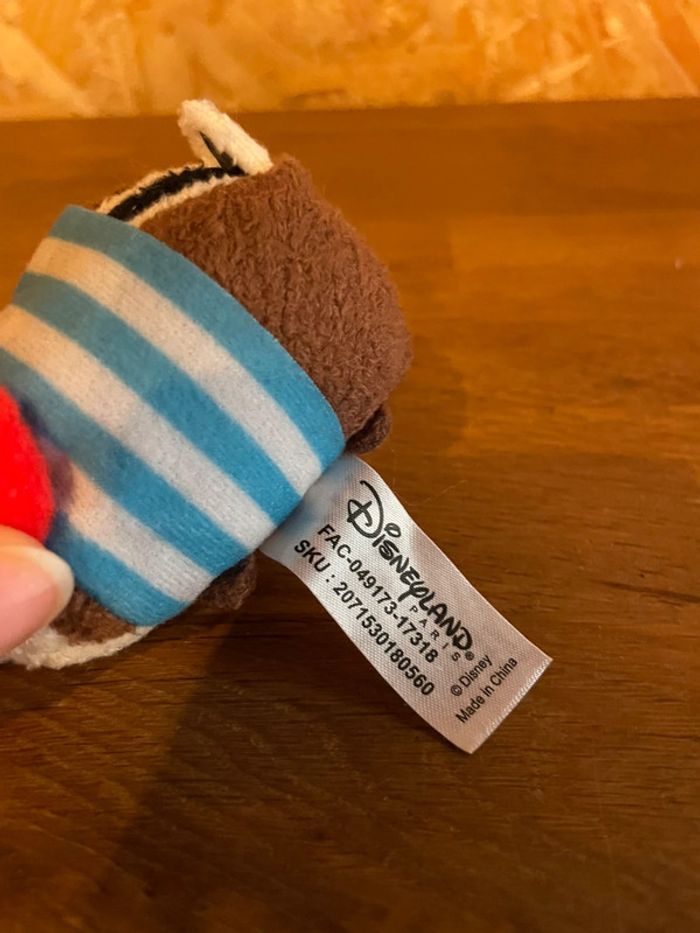 Disneyland®
PARIS
FAC-049173-17318
SKU : 2071530180560
© Disney
Made in China